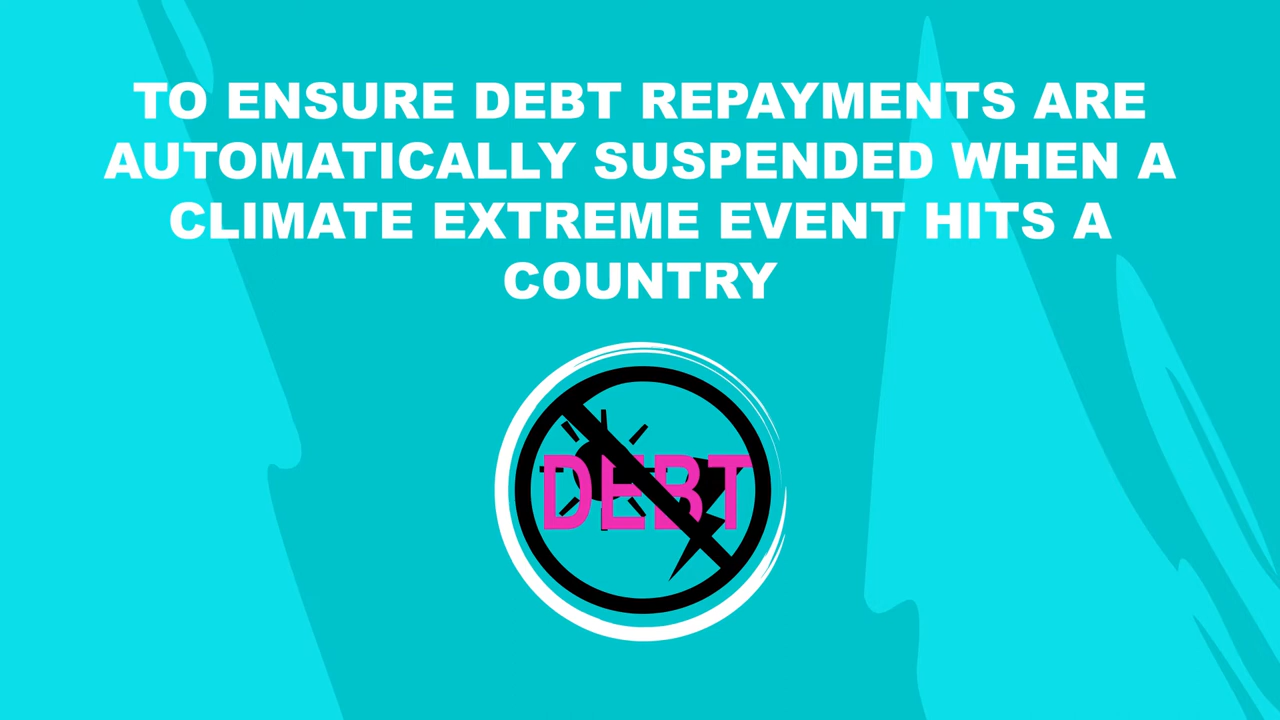 TO ENSURE DEBT REPAYMENTS ARE
AUTOMATICALLY SUSPENDED WHEN A
CLIMATE EXTREME EVENT HITS A
COUNTRY
DEBT